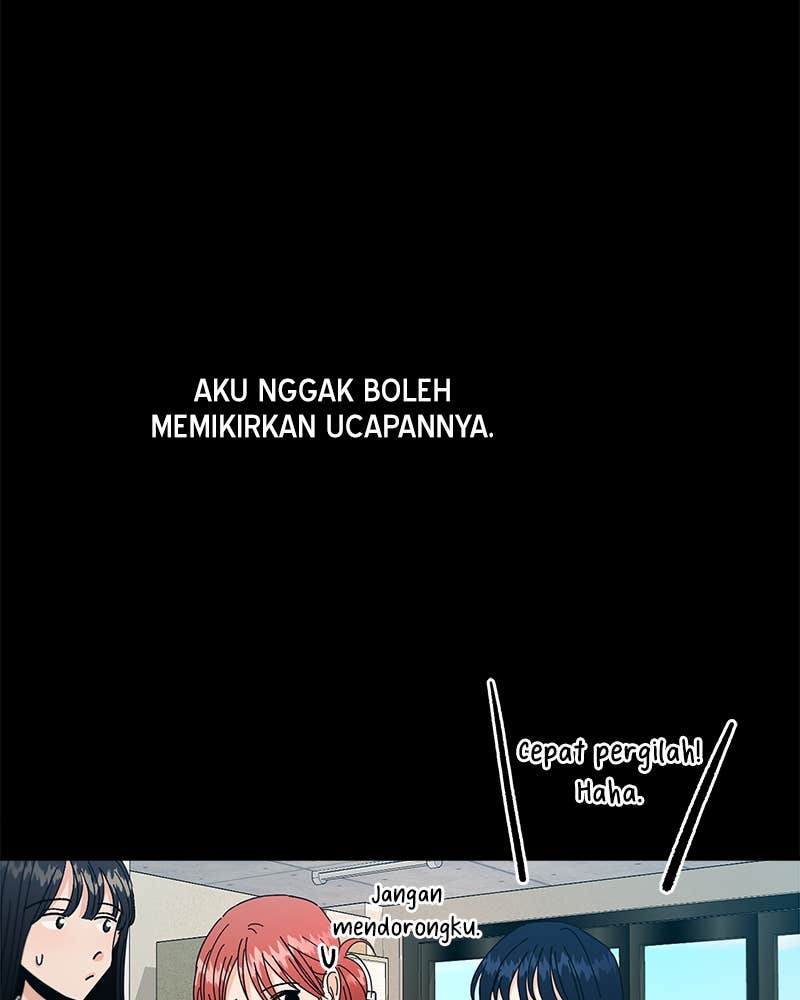 AKU NGGAK BOLEH
MEMIKIRKAN UCAPANNYA.
Cepat pergilah!
Haha.
Jangan
mendorongku.